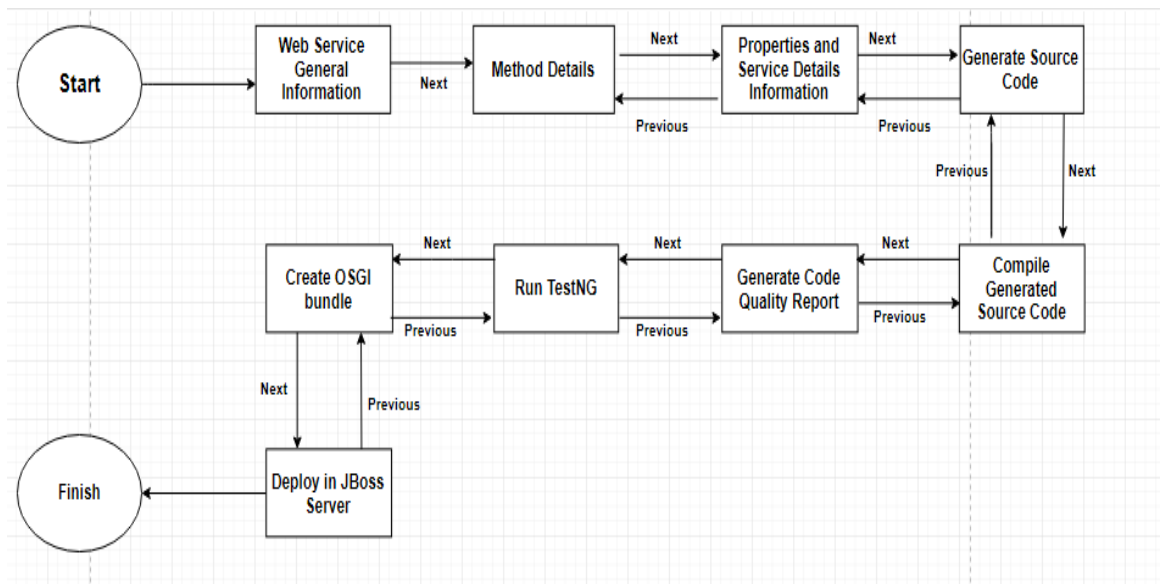 Start
Web Service
General
Information
Next
Method Details
Next
Previous
Properties and
Service Details
Information
Next
Previous
Generate Source
Code
Previous
Next
Compile
Generated
Source Code
Next
Previous
Generate Code
Quality Report
Next
Previous
Run TestNG
Next
Previous
Create OSGI
bundle
Next
Previous
Deploy in JBoss
Server
Finish